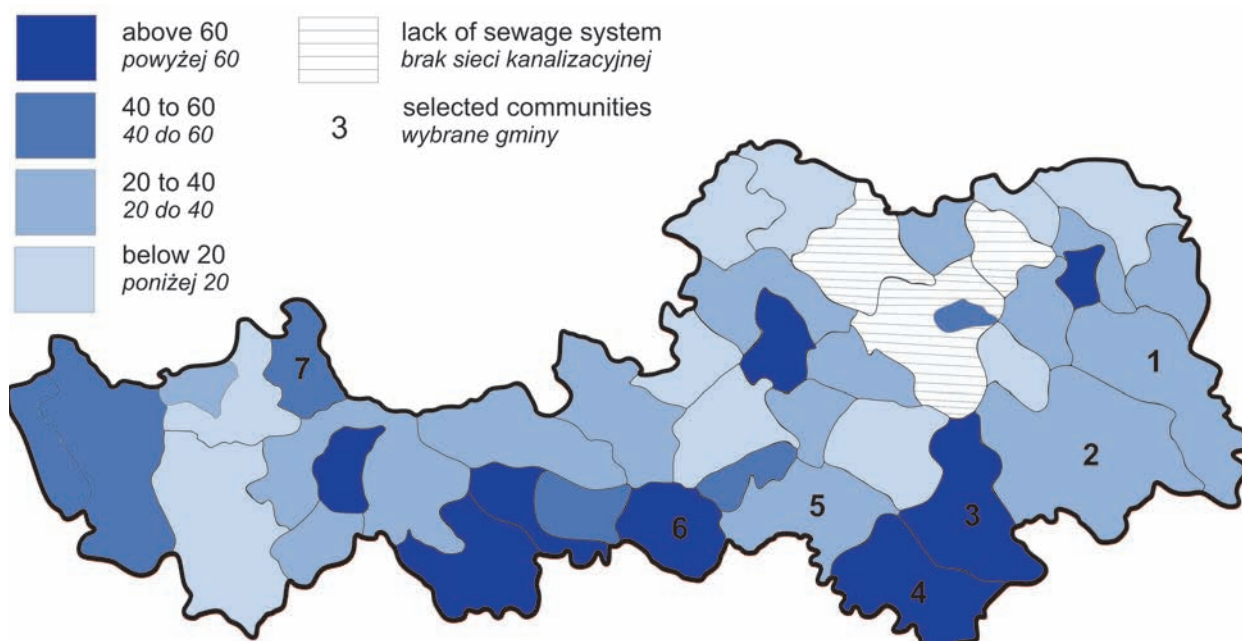 above 60
powyżej 60
40 to 60
40 do 60
20 to 40
20 do 40
below 20
poniżej 20
lack of sewage system
brak sieci kanalizacyjnej
3
selected communities
wybrane gminy
7
1
2
5
3
6
4